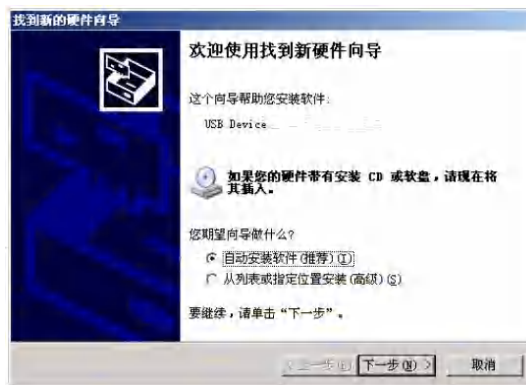 找到新的硬件向导
欢迎使用找到新硬件向导
这个向导帮助您安装软件:
USB Device
如果您的硬件带有安装 CD 或软盘，请现在将
其插入。
您期望向导做什么?
自动安装软件(推荐)(I)
从列表或指定位置安装(高级)(S)
要继续，请单击“下一步”。
<上一步(B) 下一步(N)> 取消